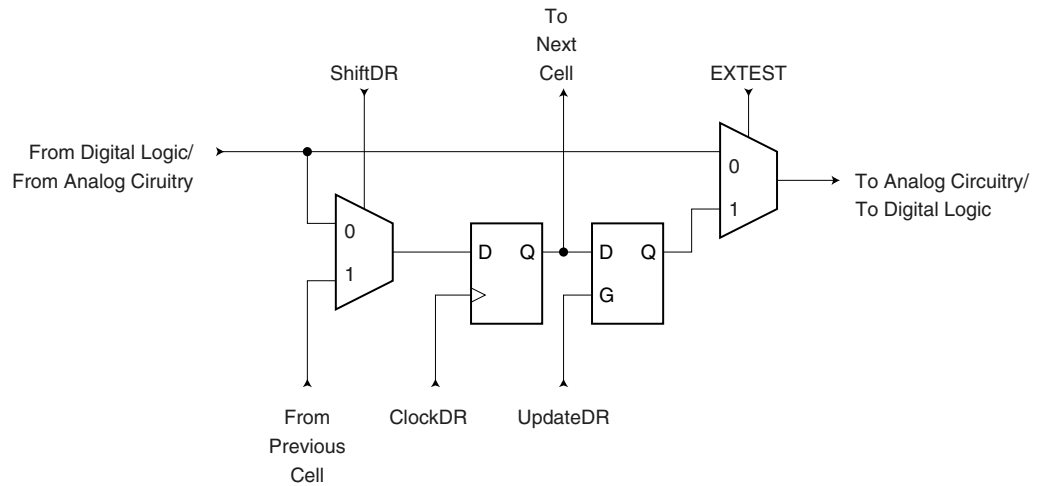 To
Next
Cell
ShiftDR
EXTEST
From Digital Logic/
From Analog Ciruitry
0
1
To Analog Circuitry/
To Digital Logic
0
1
D Q
D Q
G
From
Previous
Cell
ClockDR
UpdateDR